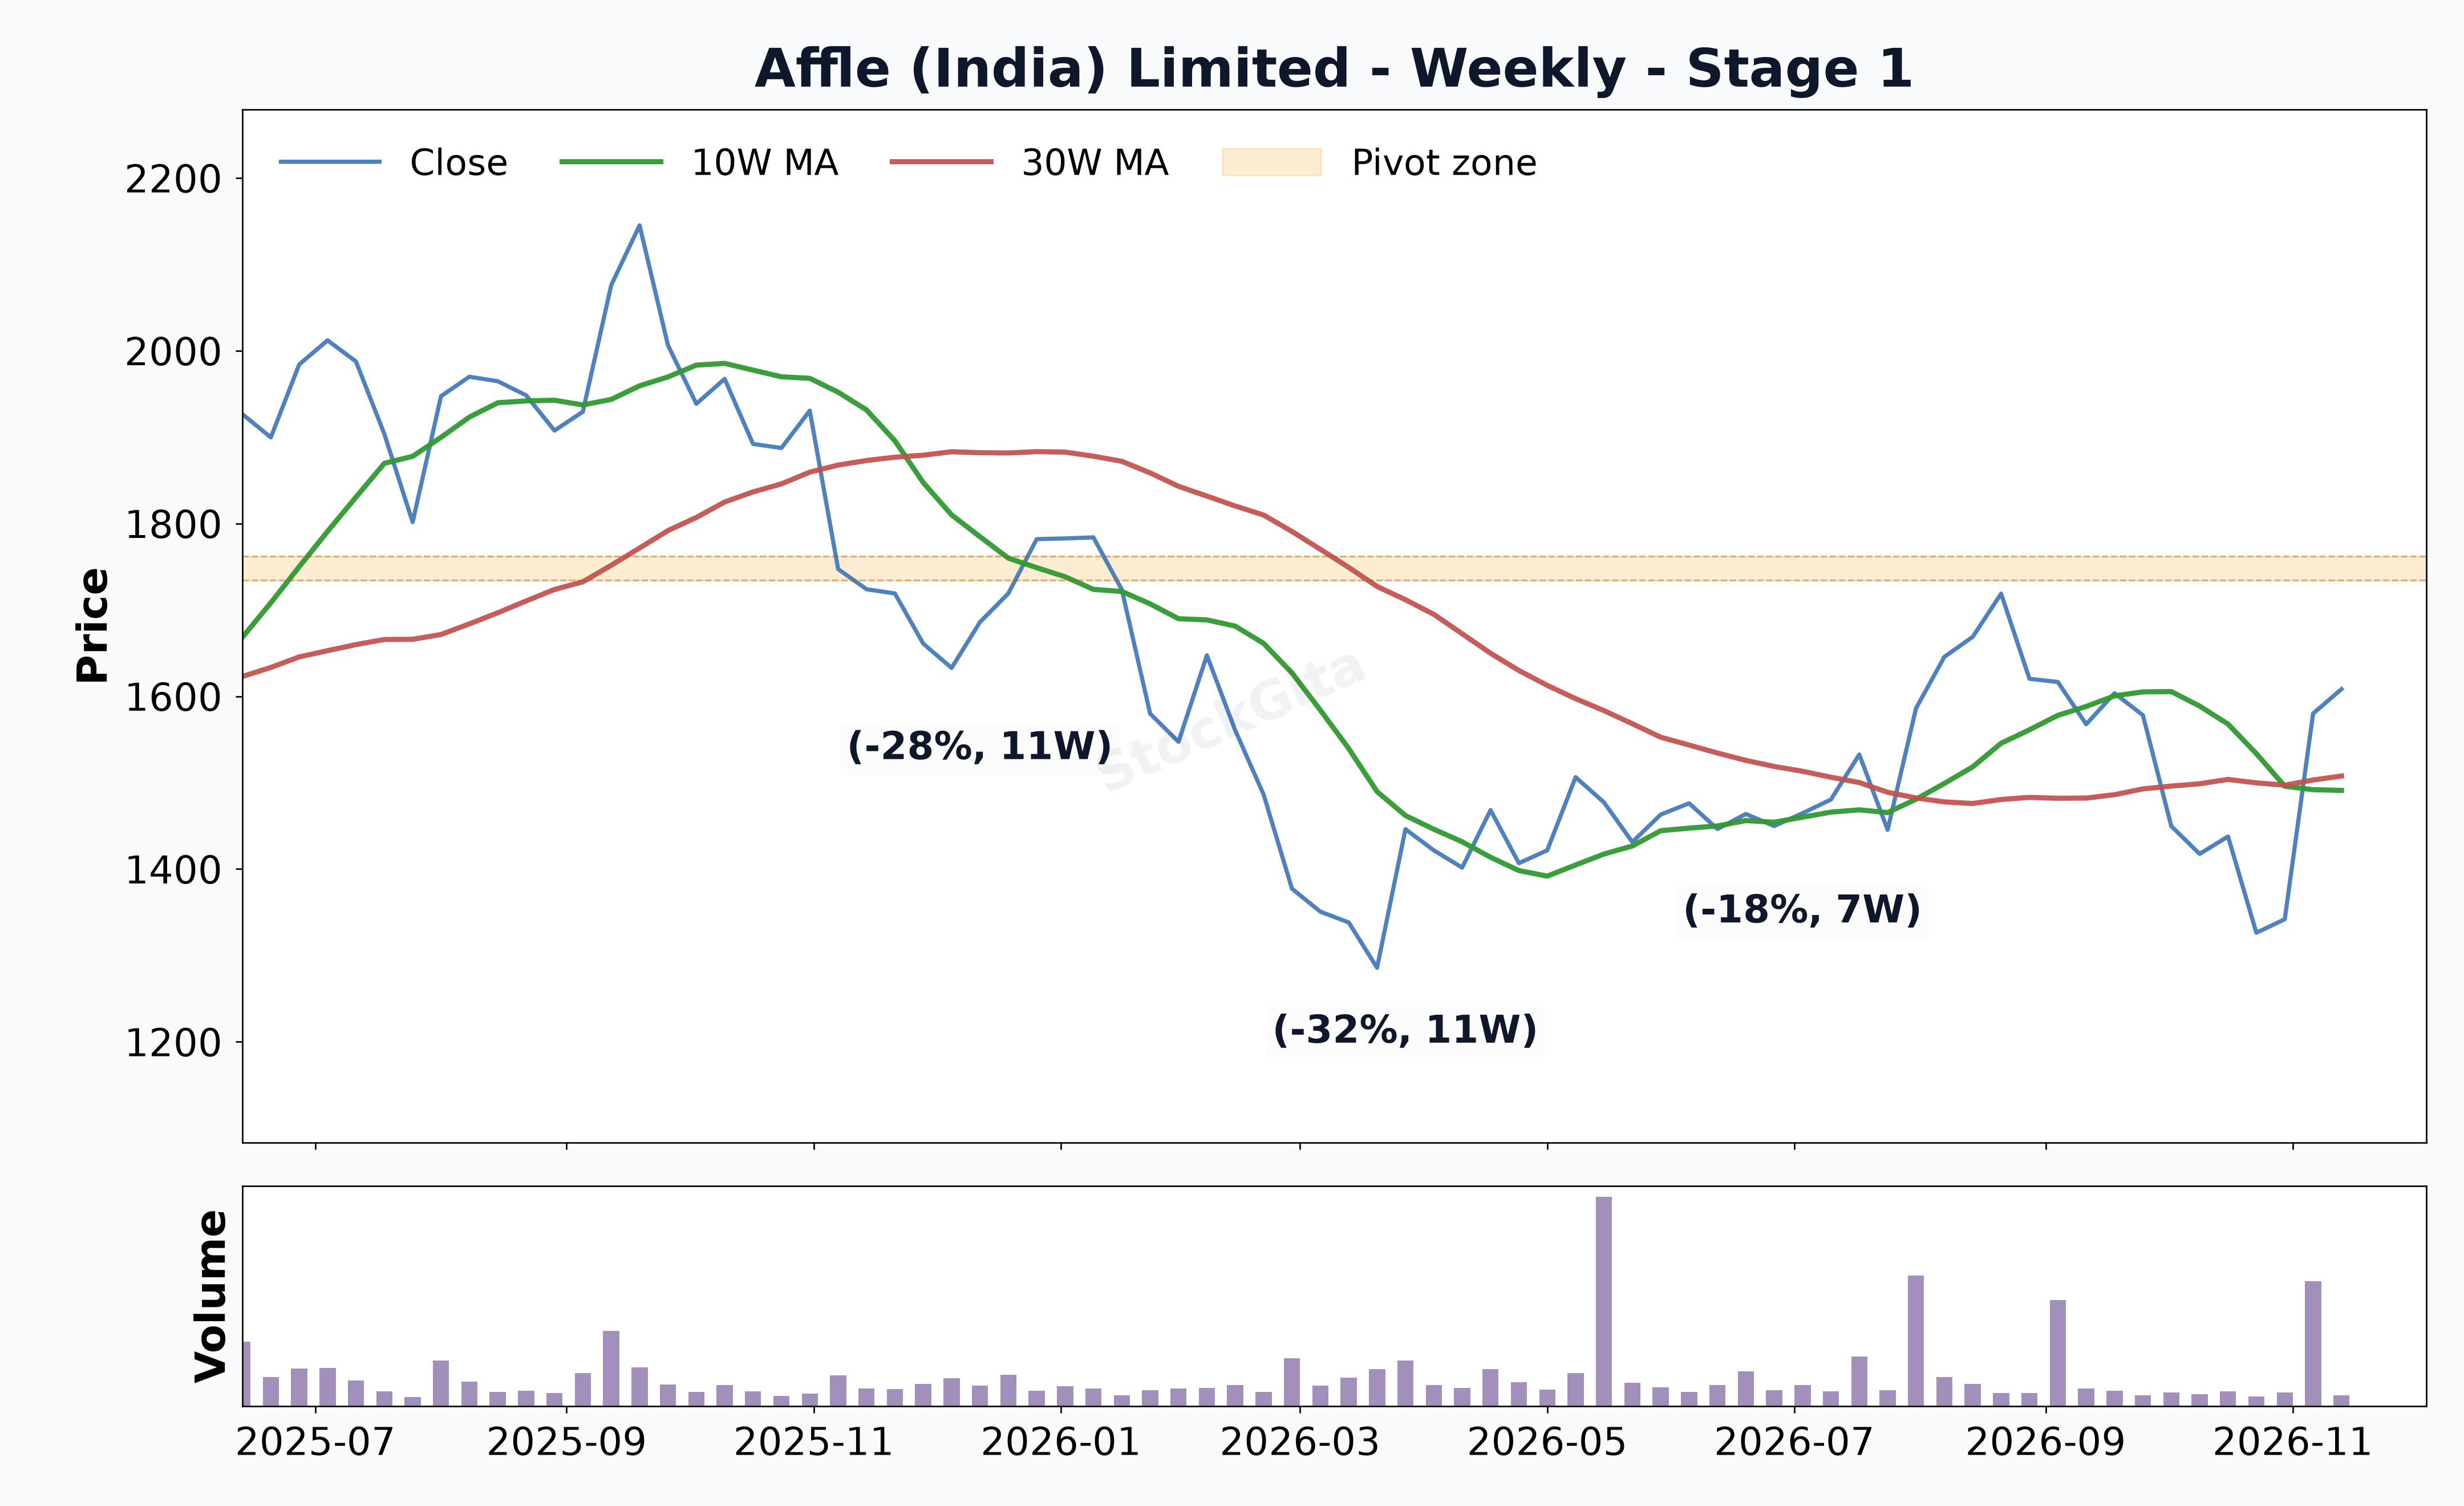 Affle (India) Limited - Weekly - Stage 1
Close 10W MA 30W MA Pivot zone
2200
2000
1800
1600
1400
1200
Price
StockGita
(-28%, 11W)
(-18%, 7W)
(-32%, 11W)
Volume
2025-07 2025-09 2025-11 2026-01 2026-03 2026-05 2026-07 2026-09 2026-11